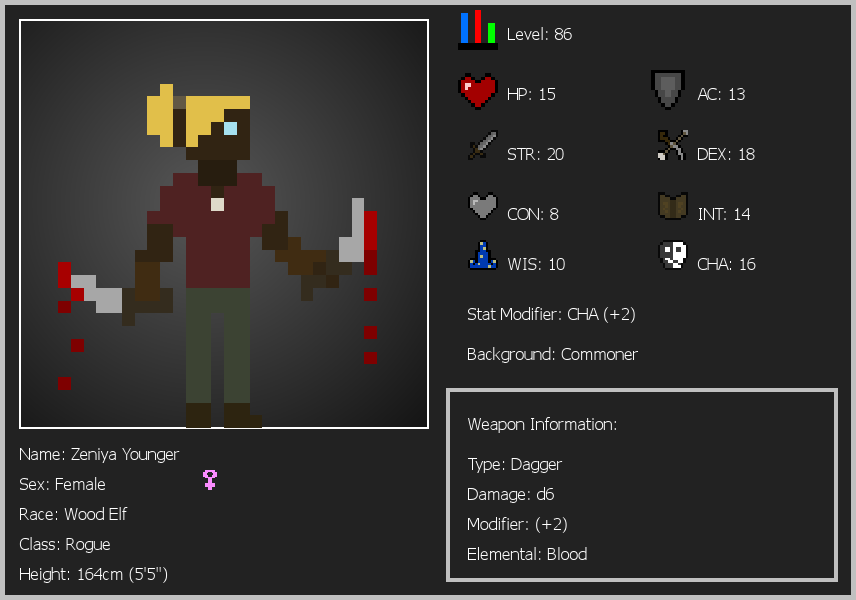 Level: 86
HP: 15
AC: 13
STR: 20
DEX: 18
CON: 8
INT: 14
WIS: 10
CHA: 16
Stat Modifier: CHA (+2)
Background: Commoner
Weapon Information:
Type: Dagger
Damage: d6
Modifier: (+2)
Elemental: Blood
Name: Zeniya Younger
Sex: Female
Race: Wood Elf
Class: Rogue
Height: 164cm (5'5")